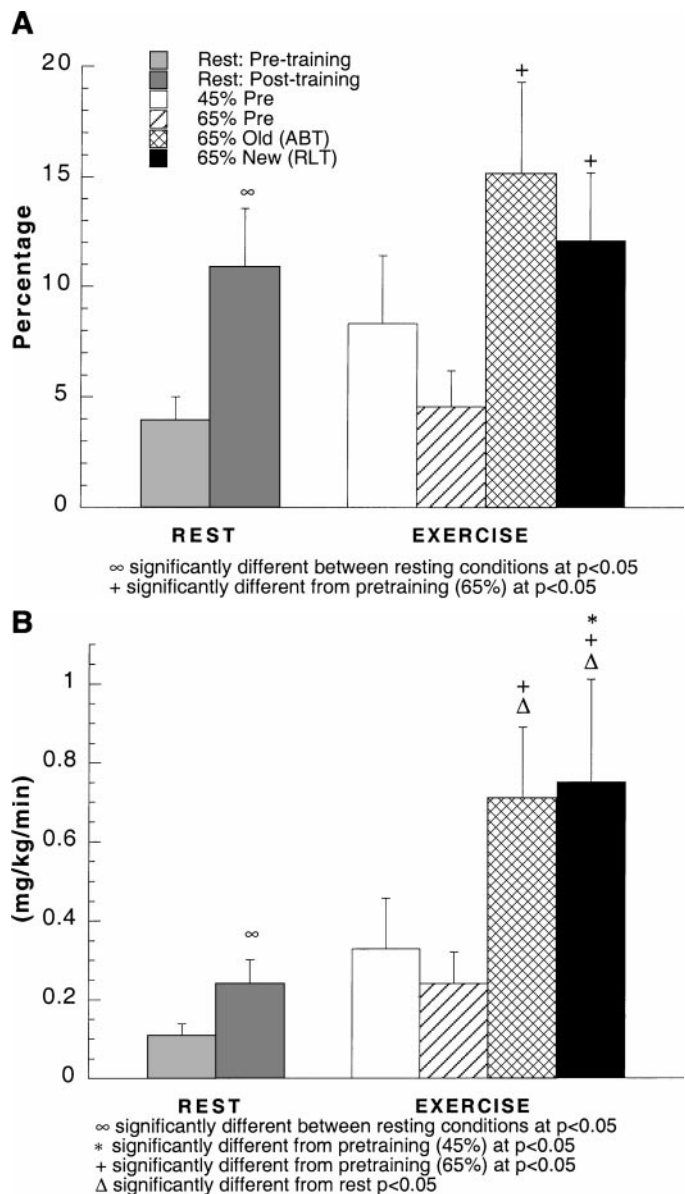 A
20
15
10
5
0
Percentage
Rest: Pre-training
Rest: Post-training
45% Pre
65% Pre
65% Old (ABT)
65% New (RLT)
∞
+
+
REST
EXERCISE
∞ significantly different between resting conditions at p<0.05
+ significantly different from pretraining (65%) at p<0.05
B
1
0.8
0.6
0.4
0.2
0
(mg/kg/min)
∞
+
Δ
*
+
Δ
REST
EXERCISE
∞ significantly different between resting conditions at p<0.05
* significantly different from pretraining (45%) at p<0.05
+ significantly different from pretraining (65%) at p<0.05
Δ significantly different from rest p<0.05